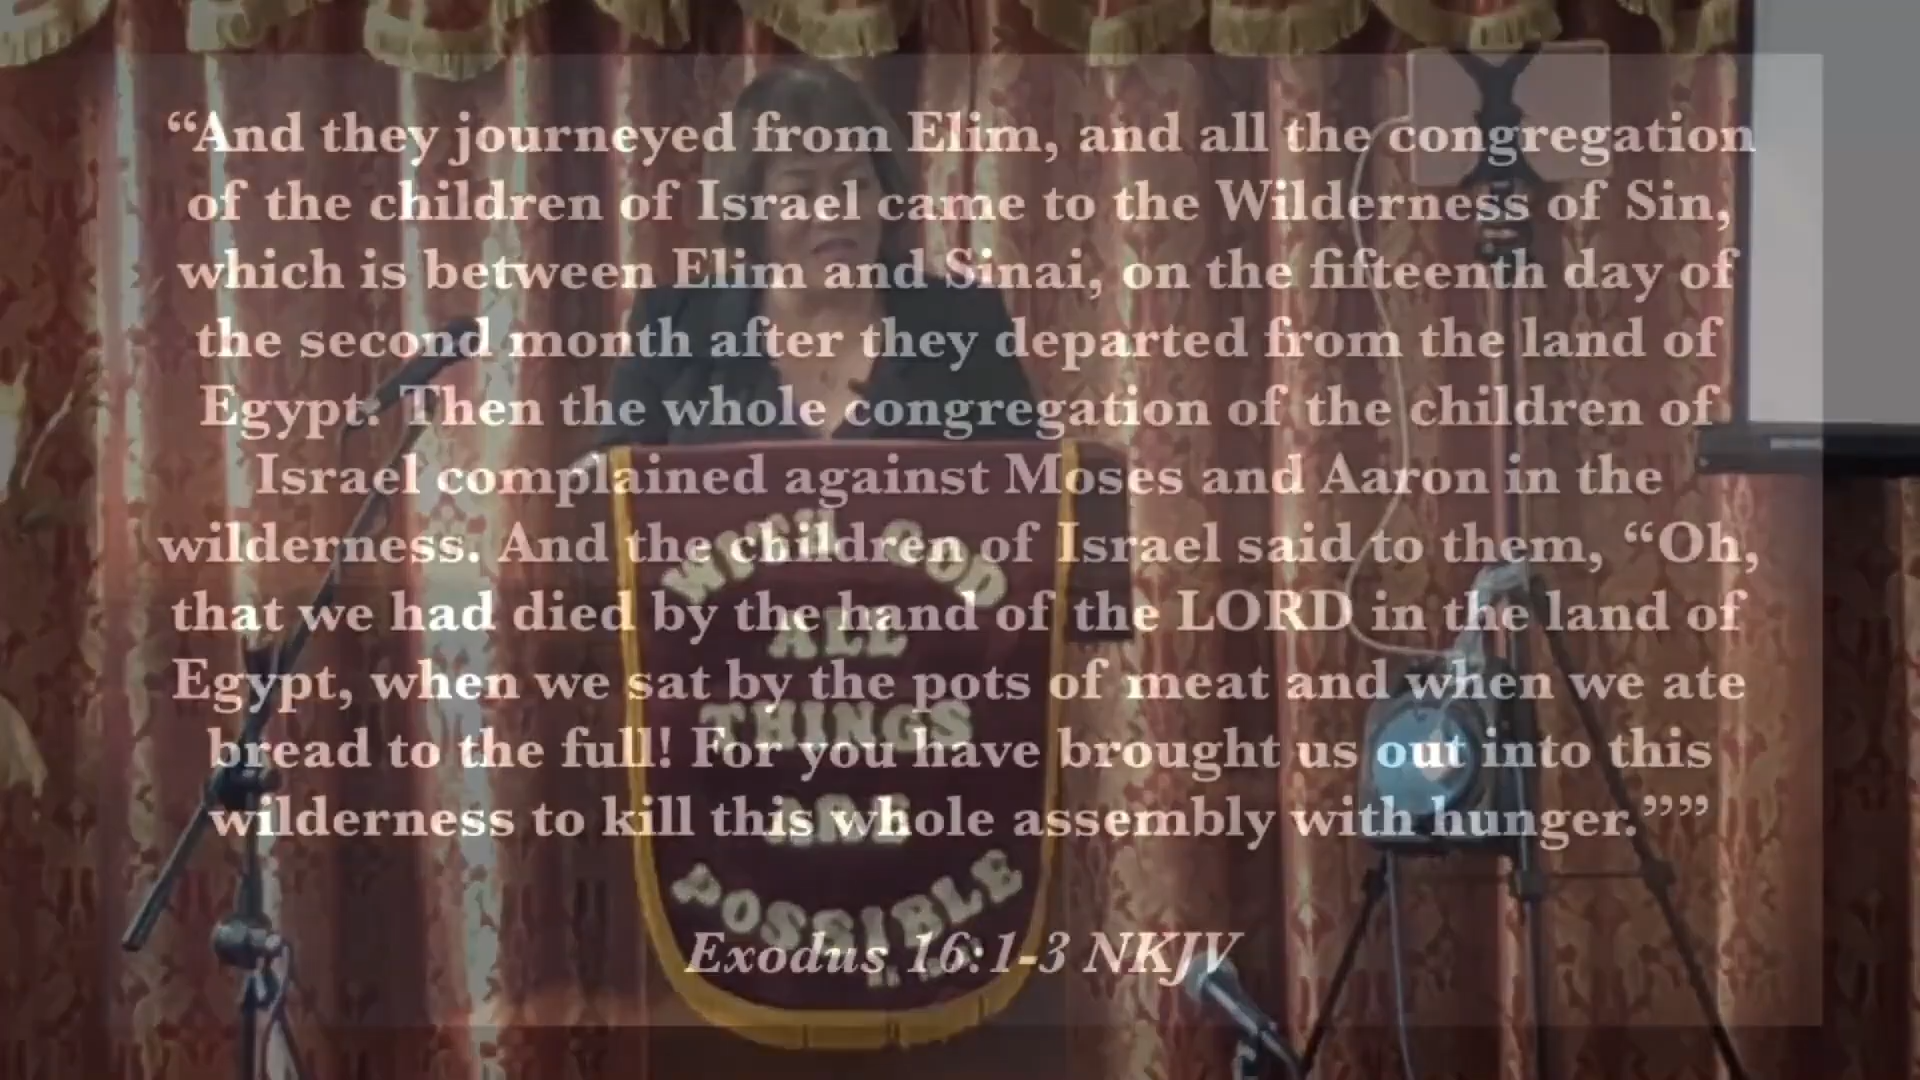 “And they journeyed from Elim, and all the congregation
of the children of Israel came to the Wilderness of Sin,
which is between Elim and Sinai, on the fifteenth day of
the second month after they departed from the land of
Egypt. Then the whole congregation of the children of
Israel complained against Moses and Aaron in the
wilderness. And the children of Israel said to them, “Oh,
that we had died by the hand of the LORD in the land of
Egypt, when we sat by the pots of meat and when we ate
bread to the full! For you have brought us out into this
wilderness to kill this whole assembly with hunger.””
Exodus 16:1-3 NKJV
WITH GOD
ALL
THINGS
ARE
POSSIBLE